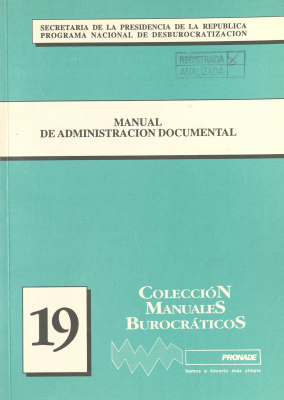 SECRETARIA DE LA PRESIDENCIA DE LA REPUBLICA
PROGRAMA NACIONAL DE DESBUROCRATIZACION
REGISTRADA X
ANALIZADA
MANUAL
DE ADMINISTRACION DOCUMENTAL
19
COLECCIÓN
MANUALES
BUROCRÁTICOS
PRONADE
Vamos a hacerlo más simple